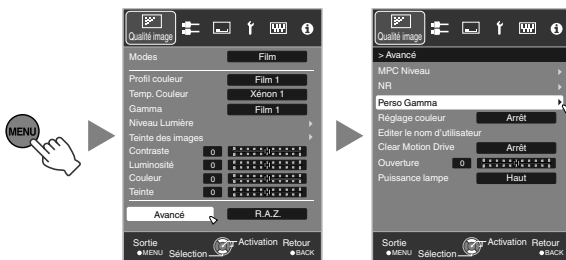 MENU
Qualité image
Modes Film
Profil couleur Film 1
Temp. Couleur Xénon 1
Gamma Film 1
Niveau Lumière
Teinte des images
Contraste 0
Luminosité 0
Couleur 0
Teinte 0
Avancé R.A.Z.
Sortie Activation Retour
●MENU Sélection ●BACK
Qualité image
> Avancé
MPC Niveau
NR
Perso Gamma
Réglage couleur Arrêt
Editer le nom d'utilisateur
Clear Motion Drive Arrêt
Ouverture 0
Puissance lampe Haut
Sortie Activation Retour
●MENU Sélection ●BACK